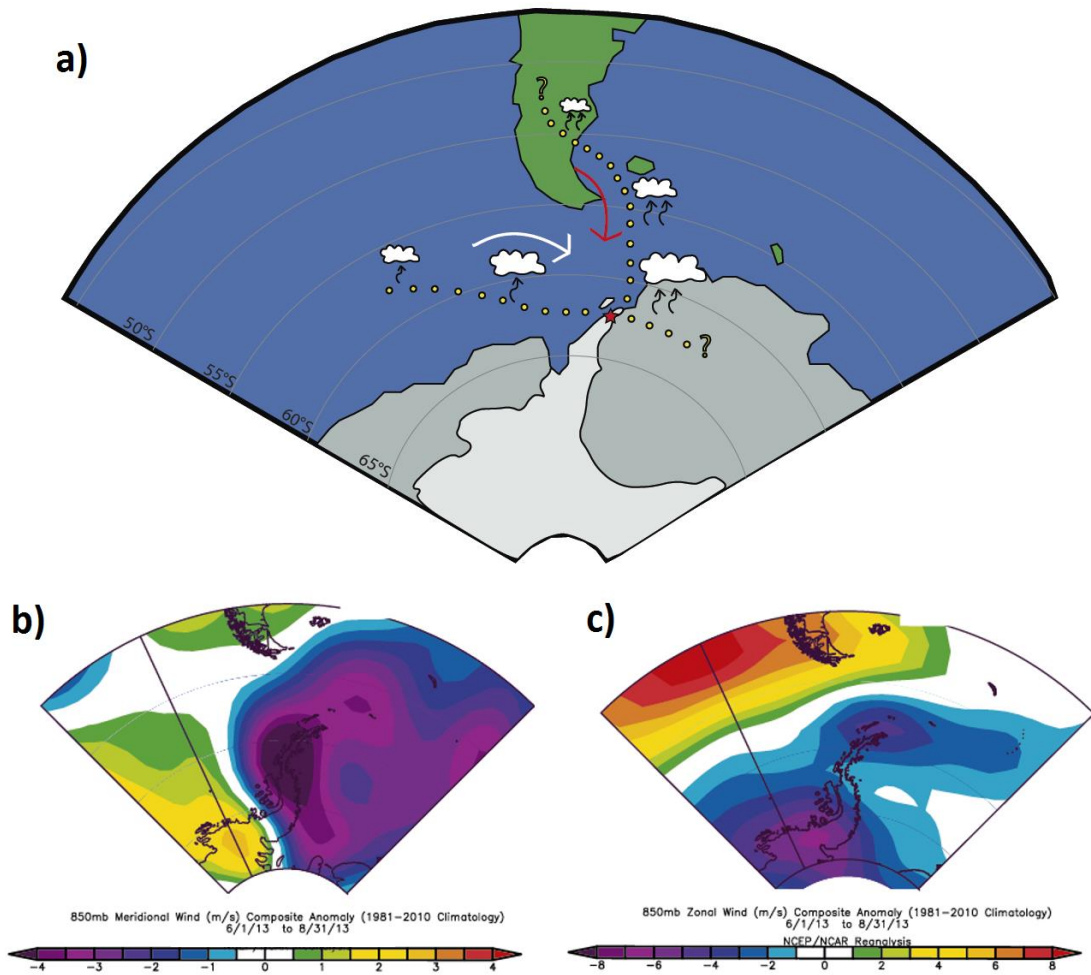 a)
?
50°S
55°S
60°S
65°S
?
b)
850mb Meridional Wind (m/s) Composite Anomaly (1981-2010 Climatology)
6/1/13 to 8/31/13
-4 -3 -2 -1 0 1 2 3 4
c)
850mb Zonal Wind (m/s) Composite Anomaly (1981-2010 Climatology)
6/1/13 to 8/31/13
NCEP/NCAR Reanalysis
-8 -6 -4 -2 0 2 4 6 8